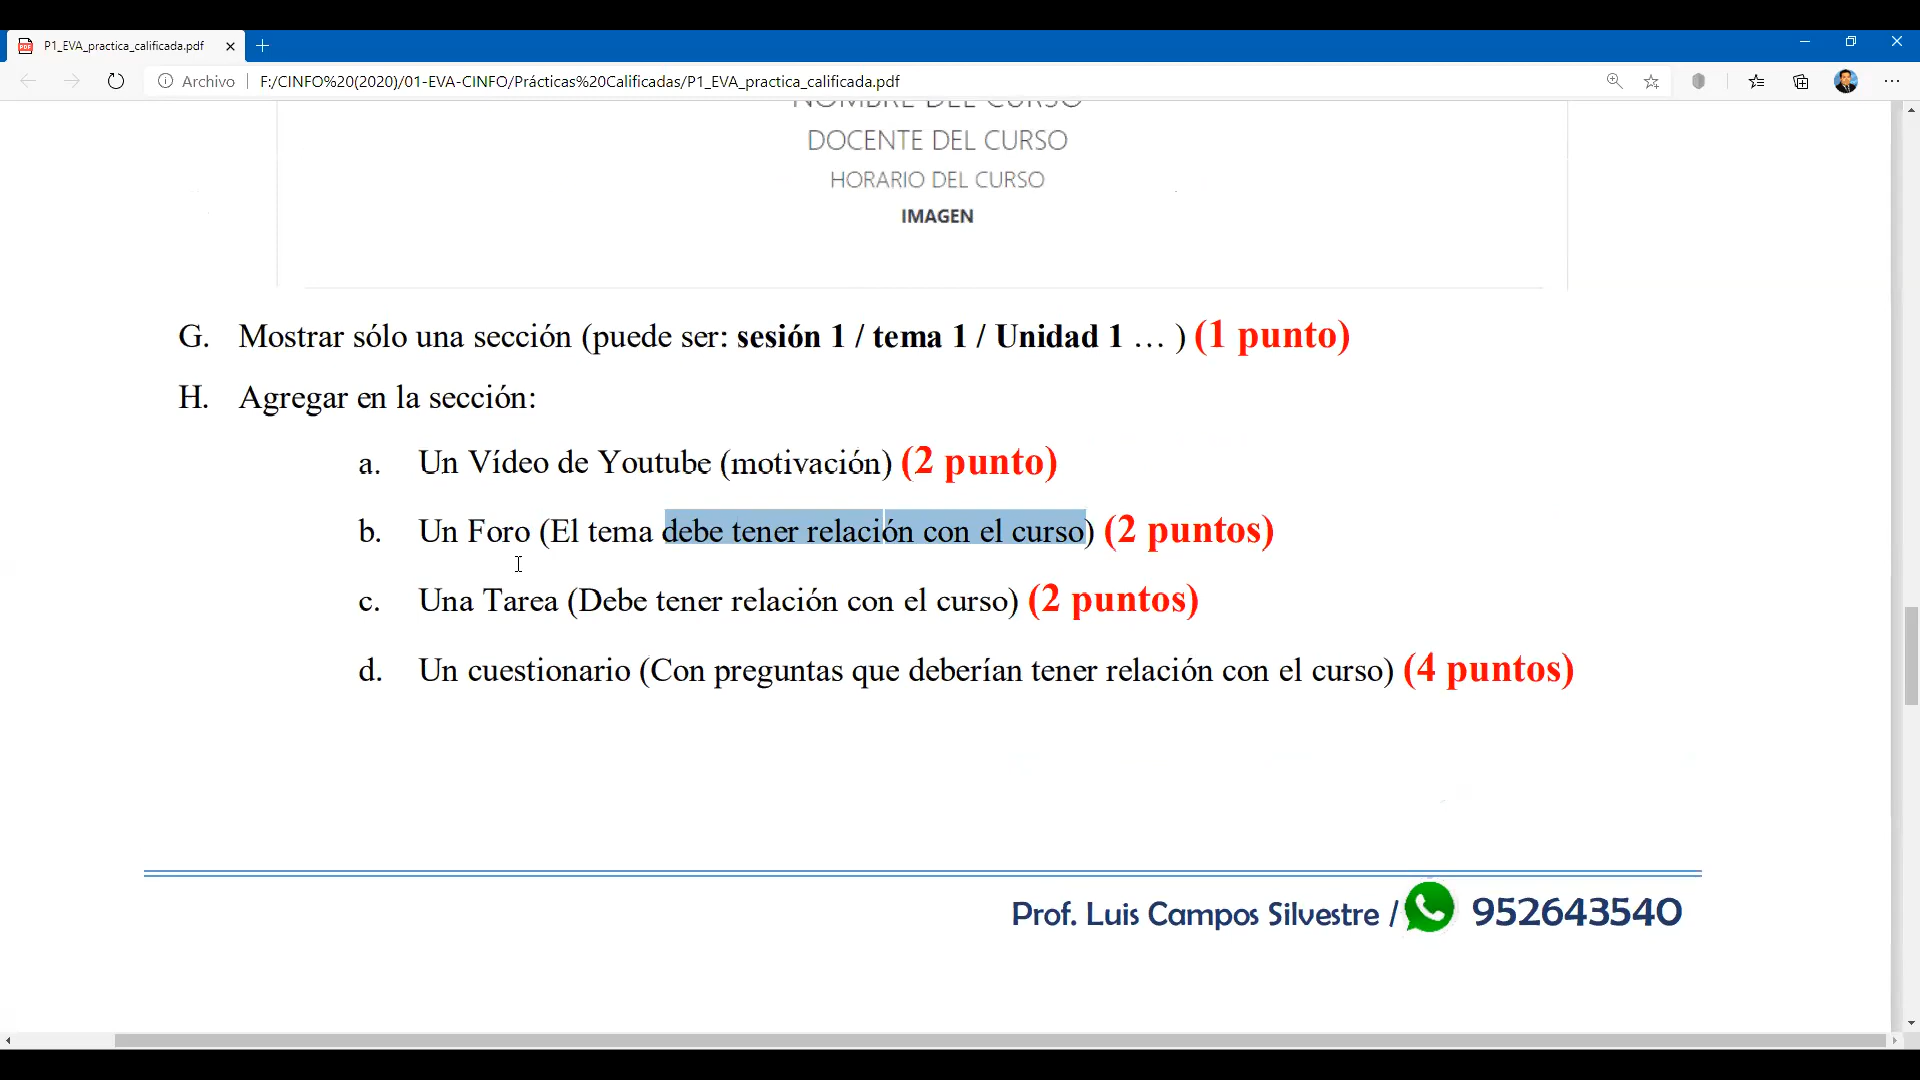 P1_EVA_practica_calificada.pdf
Archivo F:/CINFO%20(2020)/01-EVA-CINFO/Prácticas%20Calificadas/P1_EVA_practica_calificada.pdf
NOMBRE DEL CURSO
DOCENTE DEL CURSO
HORARIO DEL CURSO
IMAGEN
G. Mostrar sólo una sección (puede ser: sesión 1 / tema 1 / Unidad 1 … ) (1 punto)
H. Agregar en la sección:
a. Un Vídeo de Youtube (motivación) (2 punto)
b. Un Foro (El tema debe tener relación con el curso) (2 puntos)
c. Una Tarea (Debe tener relación con el curso) (2 puntos)
d. Un cuestionario (Con preguntas que deberían tener relación con el curso) (4 puntos)
Prof. Luis Campos Silvestre / 952643540